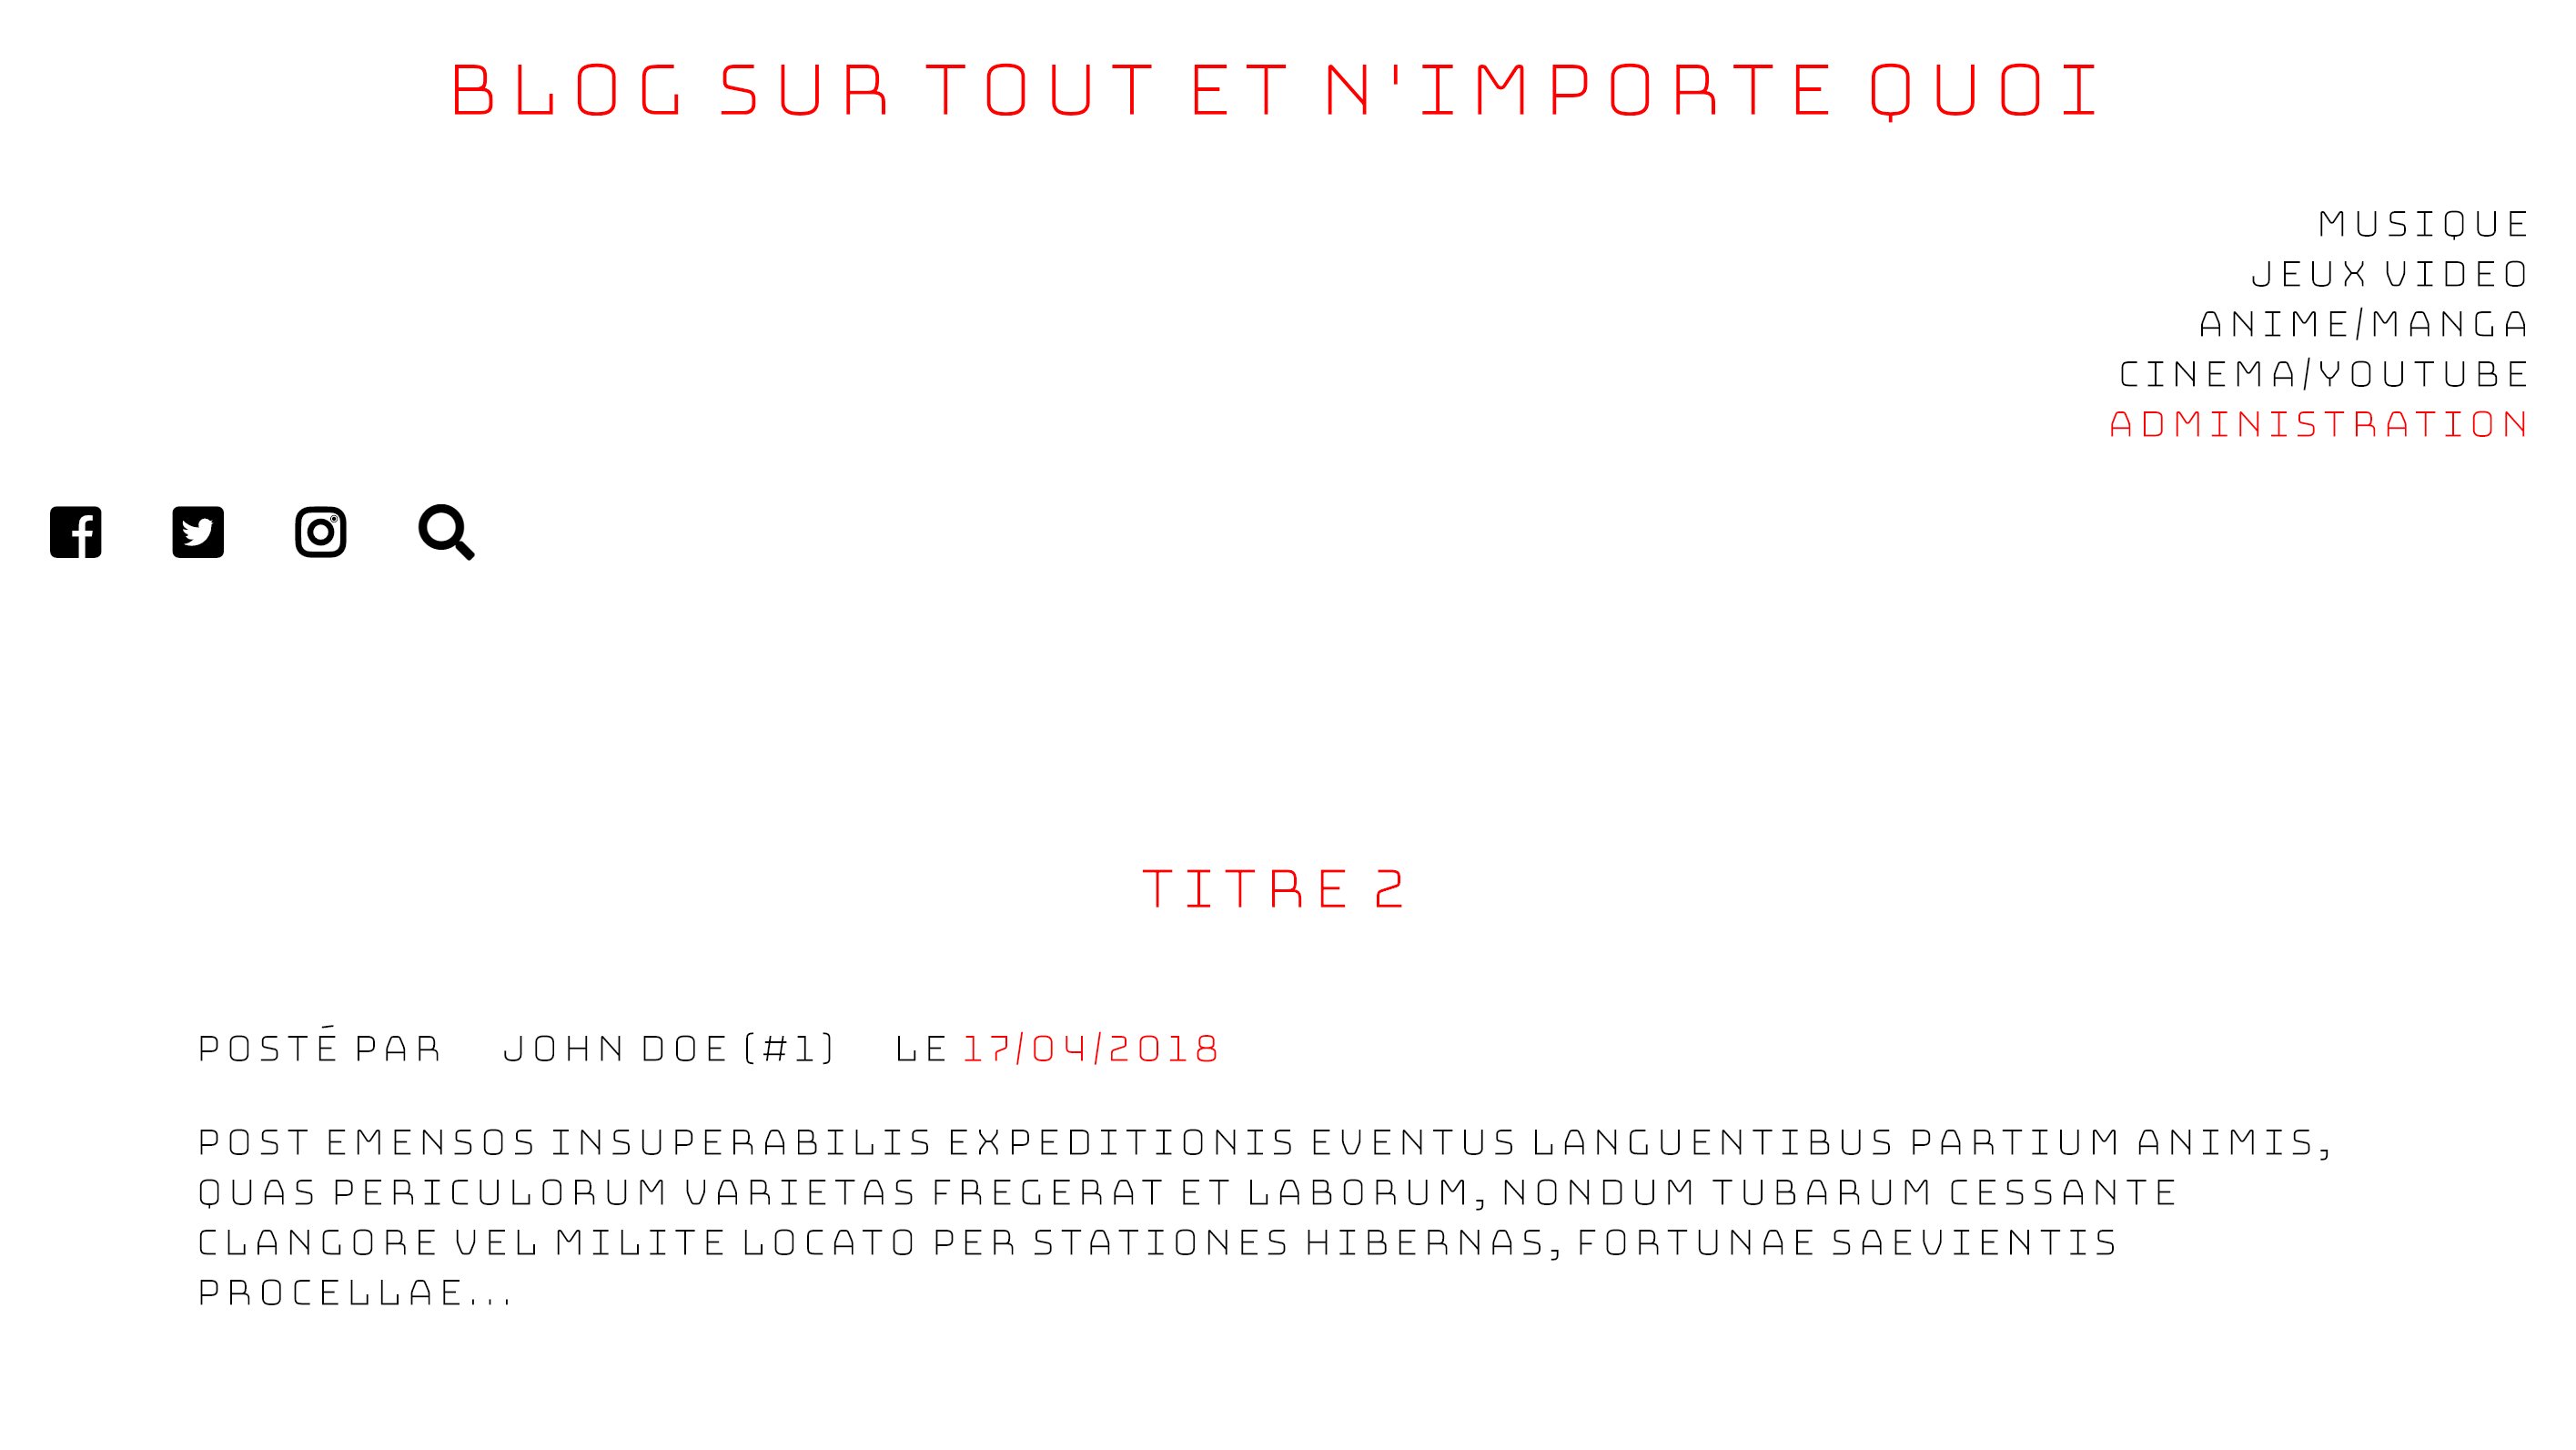 BLOG SUR TOUT ET N'IMPORTE QUOI
MUSIQUE
JEUX VIDEO
ANIME/MANGA
CINEMA/YOUTUBE
ADMINISTRATION
TITRE 2
POSTÉ PAR JOHN DOE (#1) LE 17/04/2018
POST EMENSOS INSUPERABILIS EXPEDITIONIS EVENTUS LANGUENTIBUS PARTIUM ANIMIS,
QUAS PERICULORUM VARIETAS FREGERAT ET LABORUM, NONDUM TUBARUM CESSANTE
CLANGORE VEL MILITE LOCATO PER STATIONES HIBERNAS, FORTUNAE SAEVIENTIS
PROCELLAE...